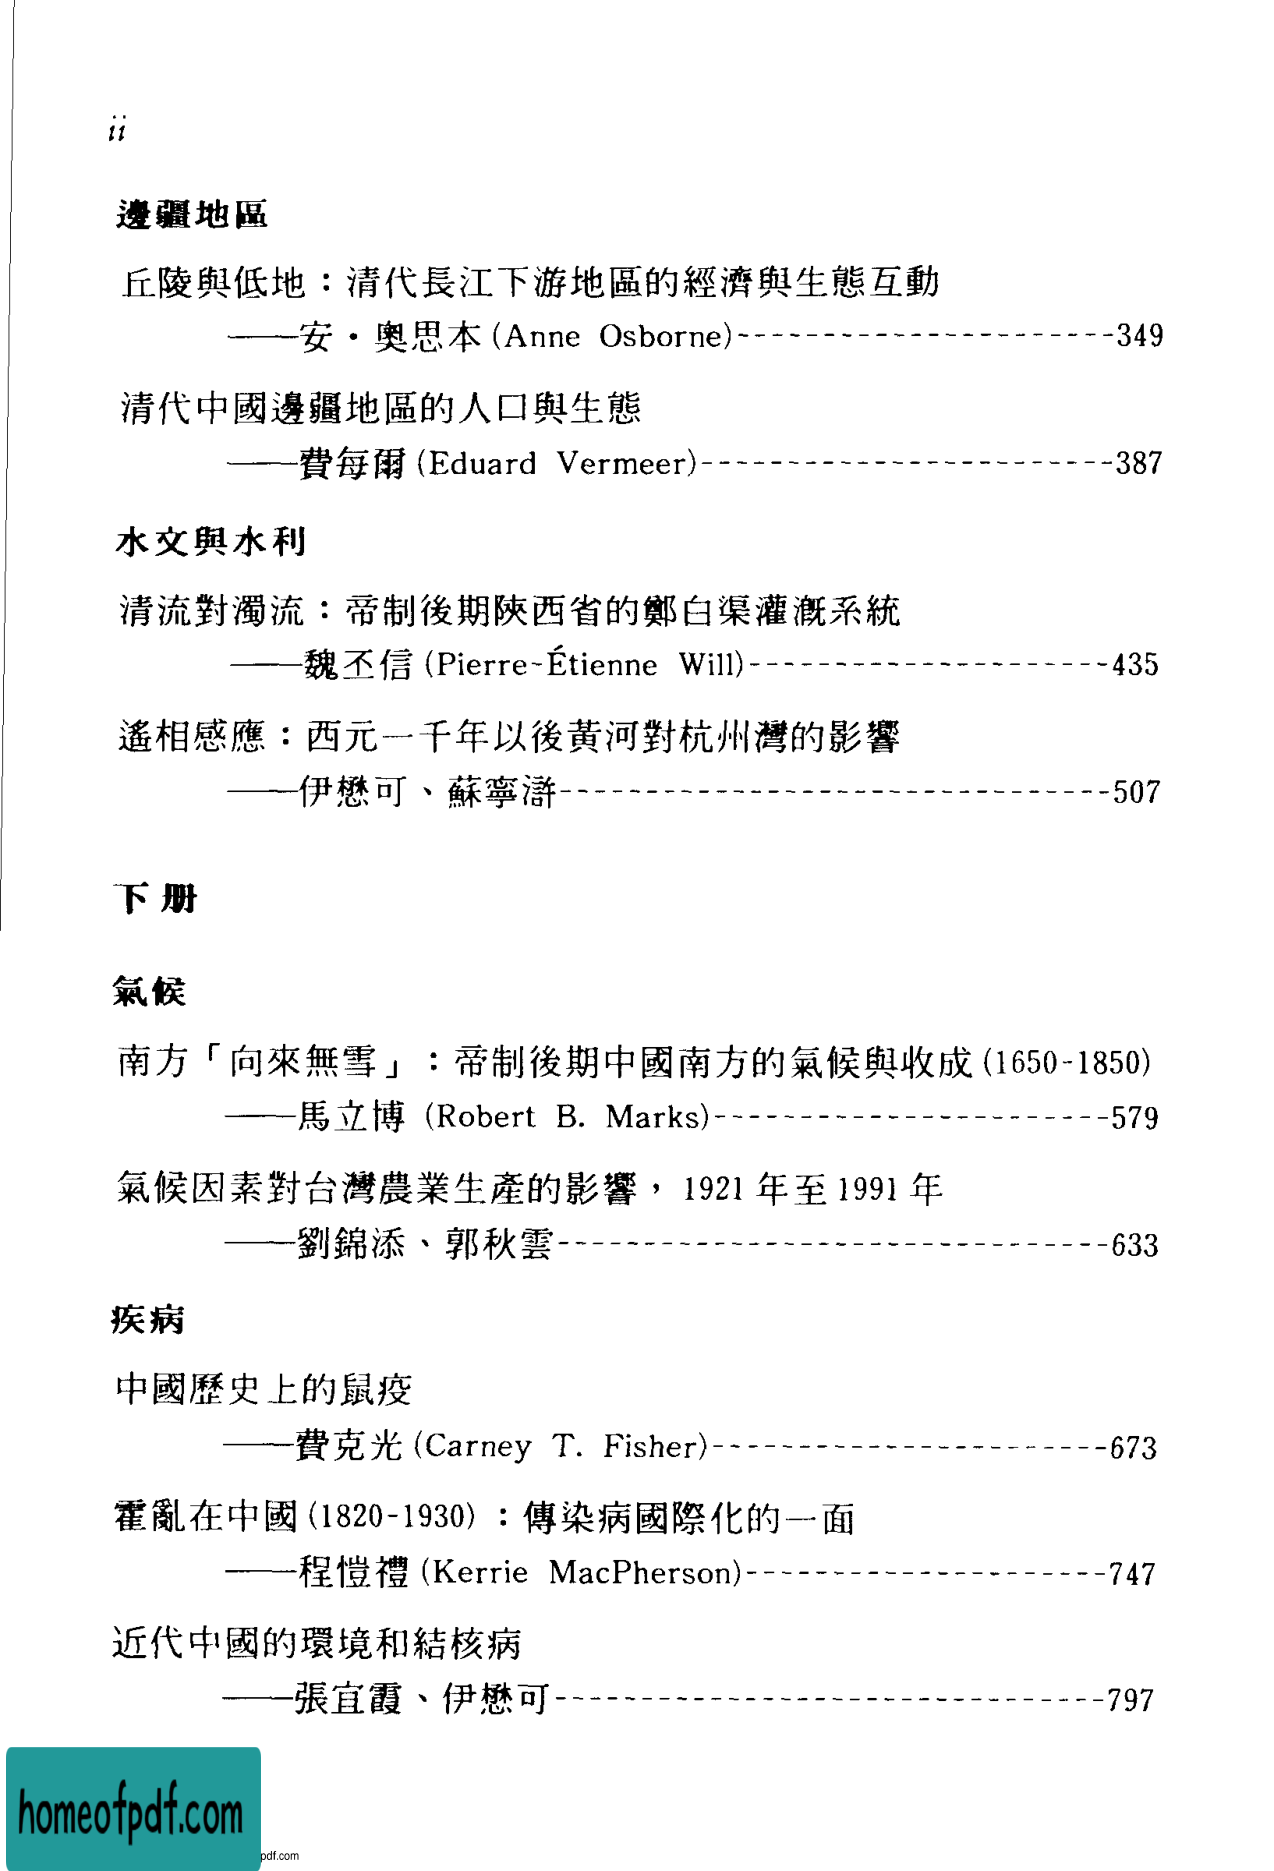 ii
邊疆地區
丘陵與低地：清代長江下游地區的經濟與生態互動
——安・奧思本(Anne Osborne)----------------------349
清代中國邊疆地區的人口與生態
——費每爾(Eduard Vermeer)------------------------387
水文與水利
清流對濁流：帝制後期陝西省的鄭白渠灌溉系統
——魏丕信(Pierre-Étienne Will)---------------------435
遙相感應：西元一千年以後黃河對杭州灣的影響
——伊懋可、蘇寧滸--------------------------------507
下册
氣候
南方「向來無雪」：帝制後期中國南方的氣候與收成(1650-1850)
——馬立博 (Robert B. Marks)-----------------------579
氣候因素對台灣農業生產的影響，1921 年至 1991 年
——劉錦添、郭秋雲--------------------------------633
疾病
中國歷史上的鼠疫
——費克光(Carney T. Fisher)-----------------------673
霍亂在中國(1820-1930)：傳染病國際化的一面
——程愷禮(Kerrie MacPherson)---------------------747
近代中國的環境和結核病
——張宜霞、伊懋可--------------------------------797
homeofpdf.com
pdf.com